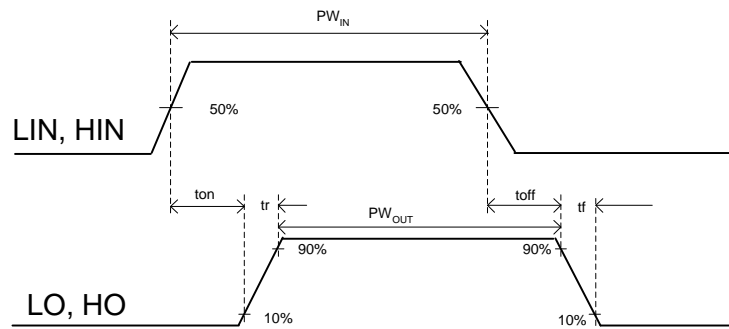 PW_IN
50% 50%
LIN, HIN
ton tr PW_OUT toff tf
90% 90%
LO, HO
10% 10%